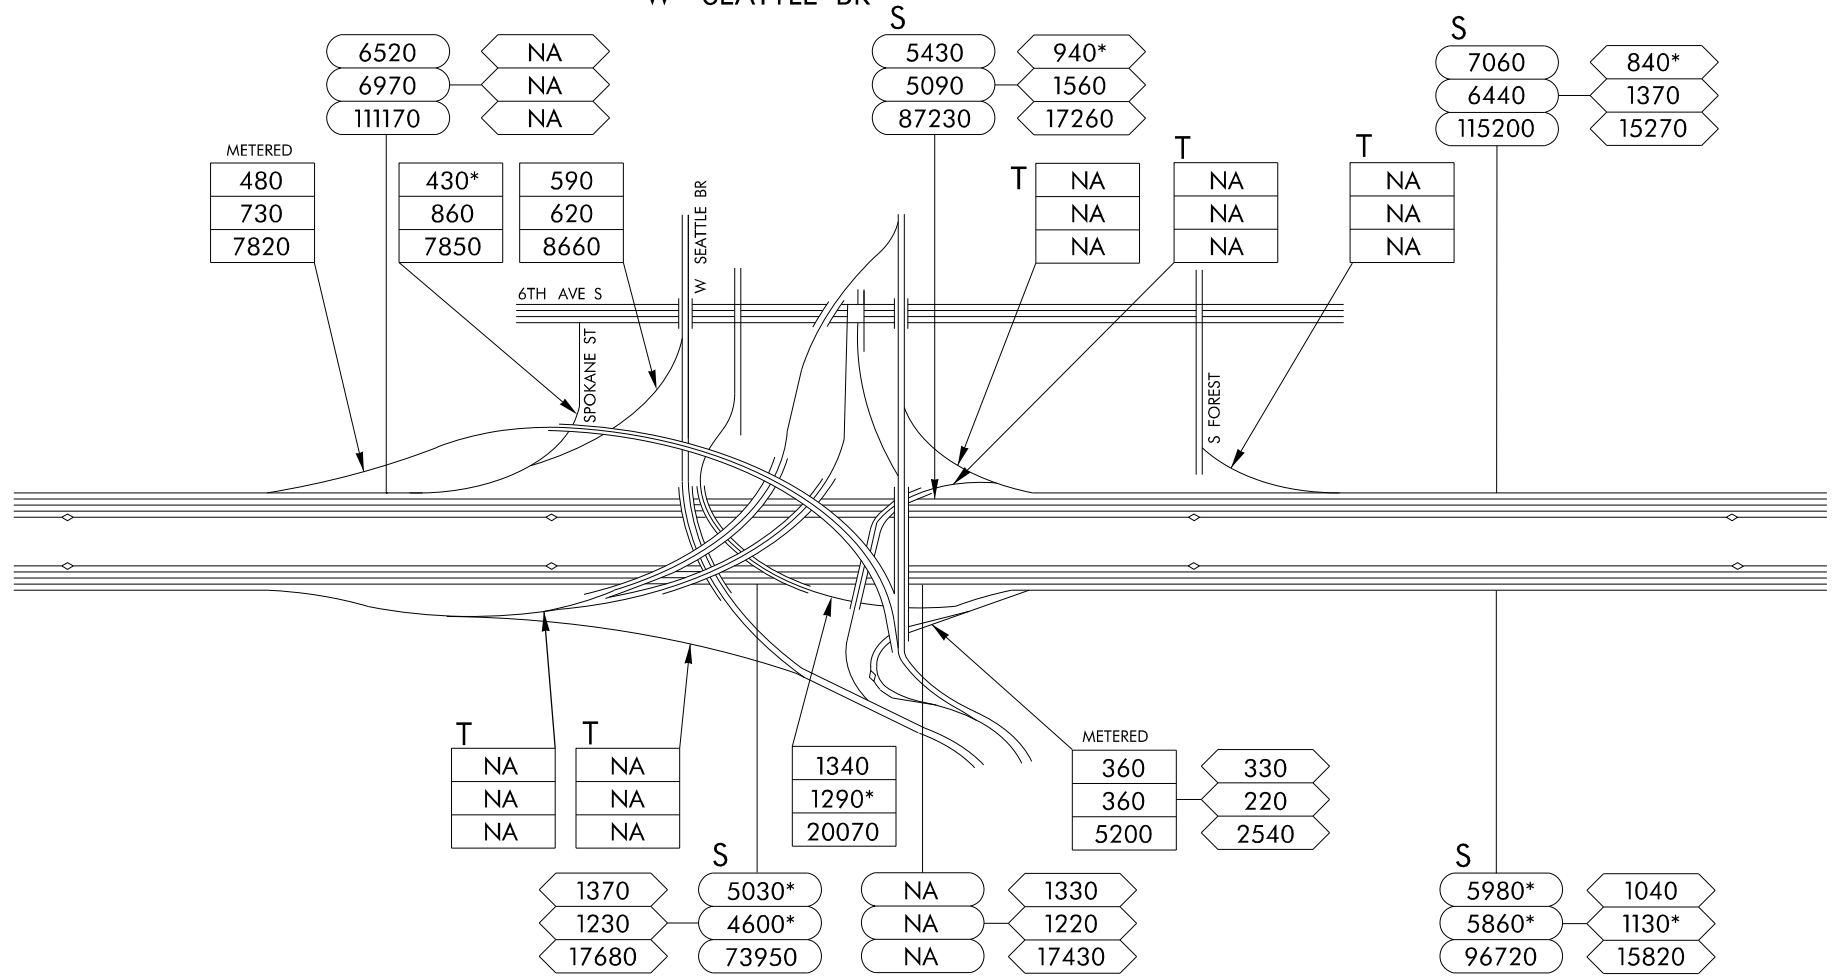 W SEATTLE BR
S
S
6520 NA
6970 NA
111170 NA
5430 940*
5090 1560
87230 17260
7060 840*
6440 1370
115200 15270
METERED
480
730
7820
430*
860
7850
590
620
8660
W SEATTLE BR
T
NA
NA
NA
T
NA
NA
NA
T
NA
NA
NA
6TH AVE S
SPOKANE ST
S FOREST
T
NA
NA
NA
T
NA
NA
NA
1340
1290*
20070
METERED
360 330
360 220
5200 2540
S
1370 5030*
1230 4600*
17680 73950
NA 1330
NA 1220
NA 17430
S
5980* 1040
5860* 1130*
96720 15820